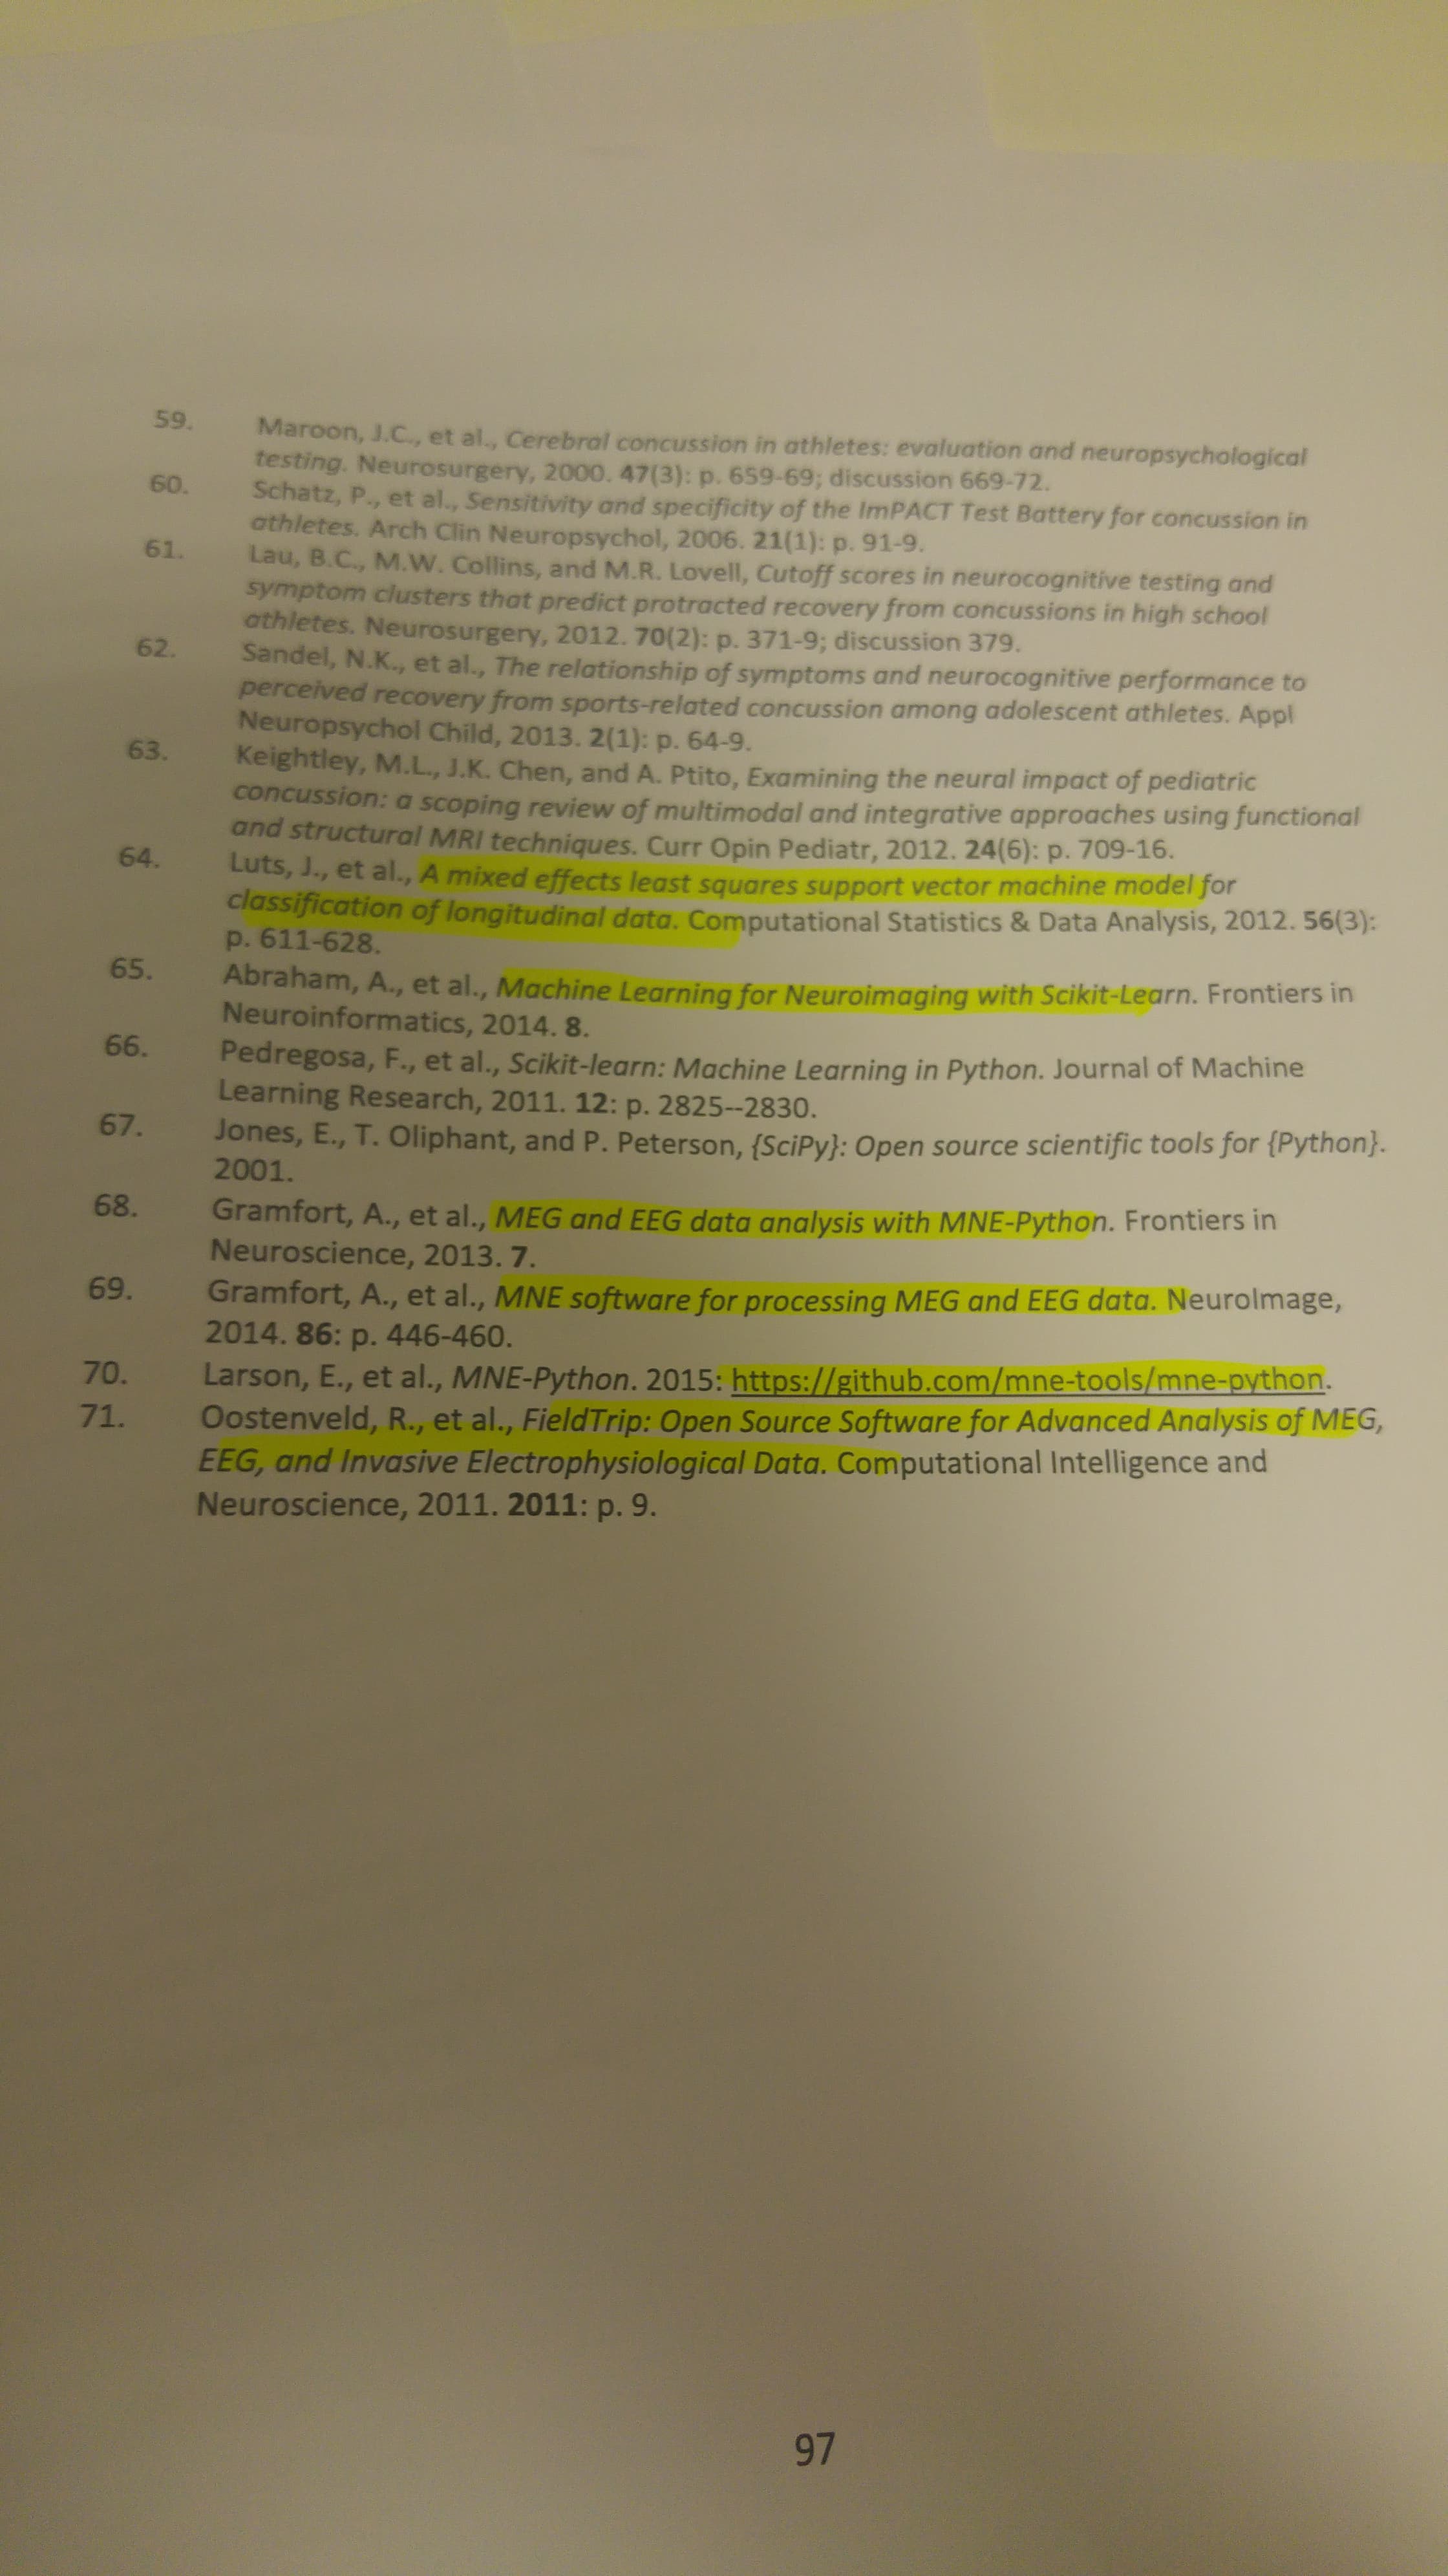 59. Maroon, J.C., et al., Cerebral concussion in athletes: evaluation and neuropsychological
testing. Neurosurgery, 2000. 47(3): p. 659-69; discussion 669-72.
60. Schatz, P., et al., Sensitivity and specificity of the ImPACT Test Battery for concussion in
athletes. Arch Clin Neuropsychol, 2006. 21(1): p. 91-9.
61. Lau, B.C., M.W. Collins, and M.R. Lovell, Cutoff scores in neurocognitive testing and
symptom clusters that predict protracted recovery from concussions in high school
athletes. Neurosurgery, 2012. 70(2): p. 371-9; discussion 379.
62. Sandel, N.K., et al., The relationship of symptoms and neurocognitive performance to
perceived recovery from sports-related concussion among adolescent athletes. Appl
Neuropsychol Child, 2013. 2(1): p. 64-9.
63. Keightley, M.L., J.K. Chen, and A. Ptito, Examining the neural impact of pediatric
concussion: a scoping review of multimodal and integrative approaches using functional
and structural MRI techniques. Curr Opin Pediatr, 2012. 24(6): p. 709-16.
64. Luts, J., et al., A mixed effects least squares support vector machine model for
classification of longitudinal data. Computational Statistics & Data Analysis, 2012. 56(3):
p. 611-628.
65. Abraham, A., et al., Machine Learning for Neuroimaging with Scikit-Learn. Frontiers in
Neuroinformatics, 2014. 8.
66. Pedregosa, F., et al., Scikit-learn: Machine Learning in Python. Journal of Machine
Learning Research, 2011. 12: p. 2825--2830.
67. Jones, E., T. Oliphant, and P. Peterson, {SciPy}: Open source scientific tools for {Python}.
2001.
68. Gramfort, A., et al., MEG and EEG data analysis with MNE-Python. Frontiers in
Neuroscience, 2013. 7.
69. Gramfort, A., et al., MNE software for processing MEG and EEG data. NeuroImage,
2014. 86: p. 446-460.
70. Larson, E., et al., MNE-Python. 2015: https://github.com/mne-tools/mne-python.
71. Oostenveld, R., et al., FieldTrip: Open Source Software for Advanced Analysis of MEG,
EEG, and Invasive Electrophysiological Data. Computational Intelligence and
Neuroscience, 2011. 2011: p. 9.
97